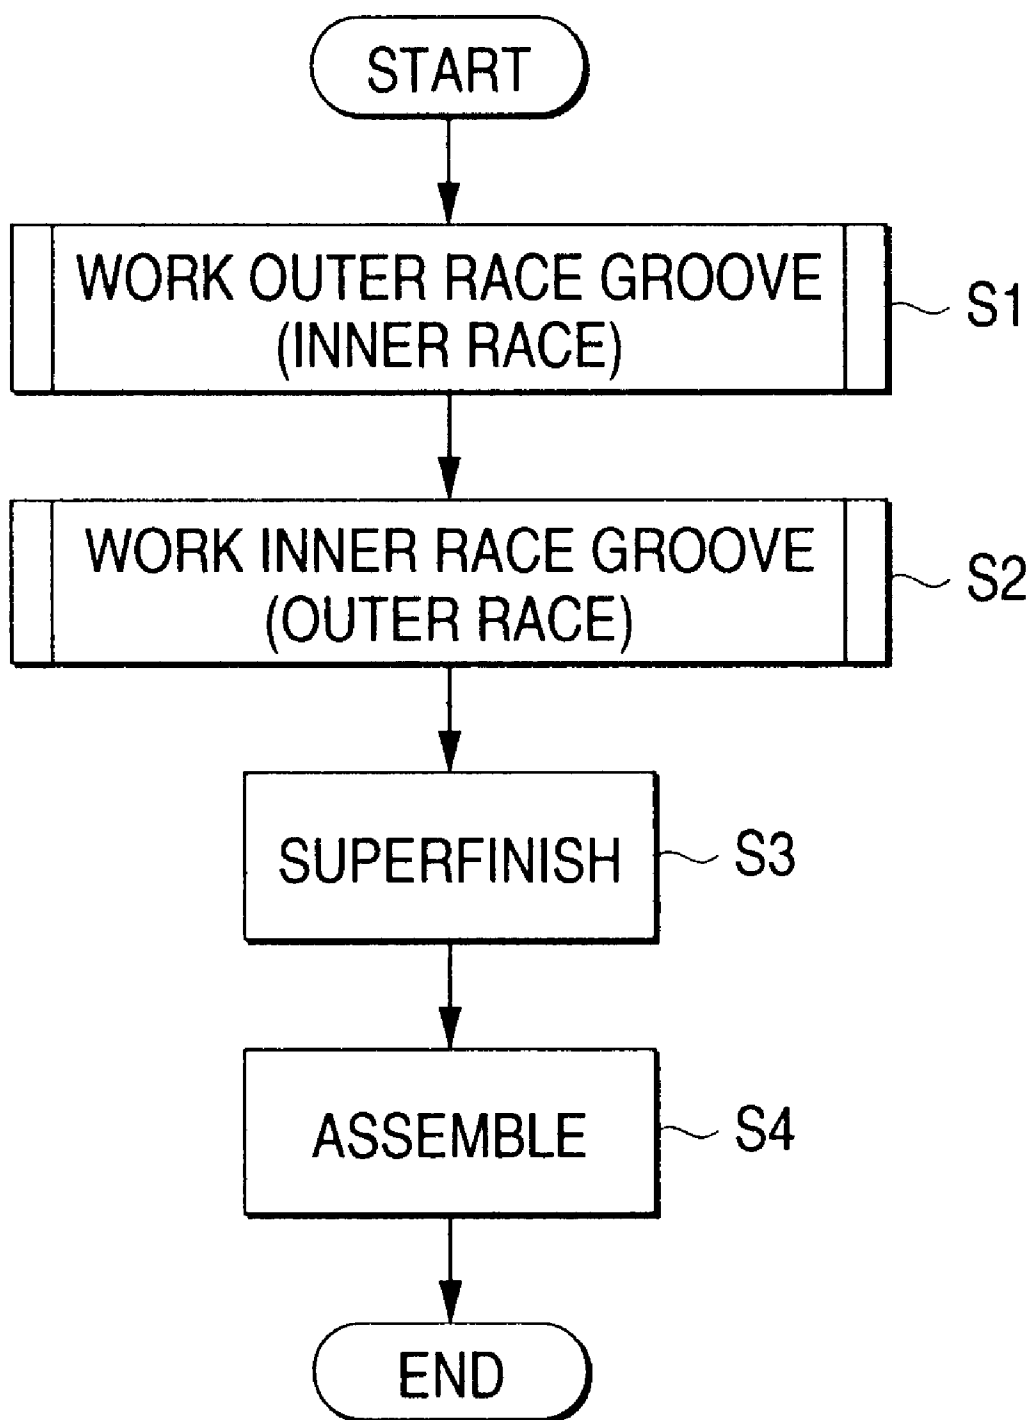 START
WORK OUTER RACE GROOVE
(INNER RACE)
S1
WORK INNER RACE GROOVE
(OUTER RACE)
S2
SUPERFINISH
S3
ASSEMBLE
S4
END